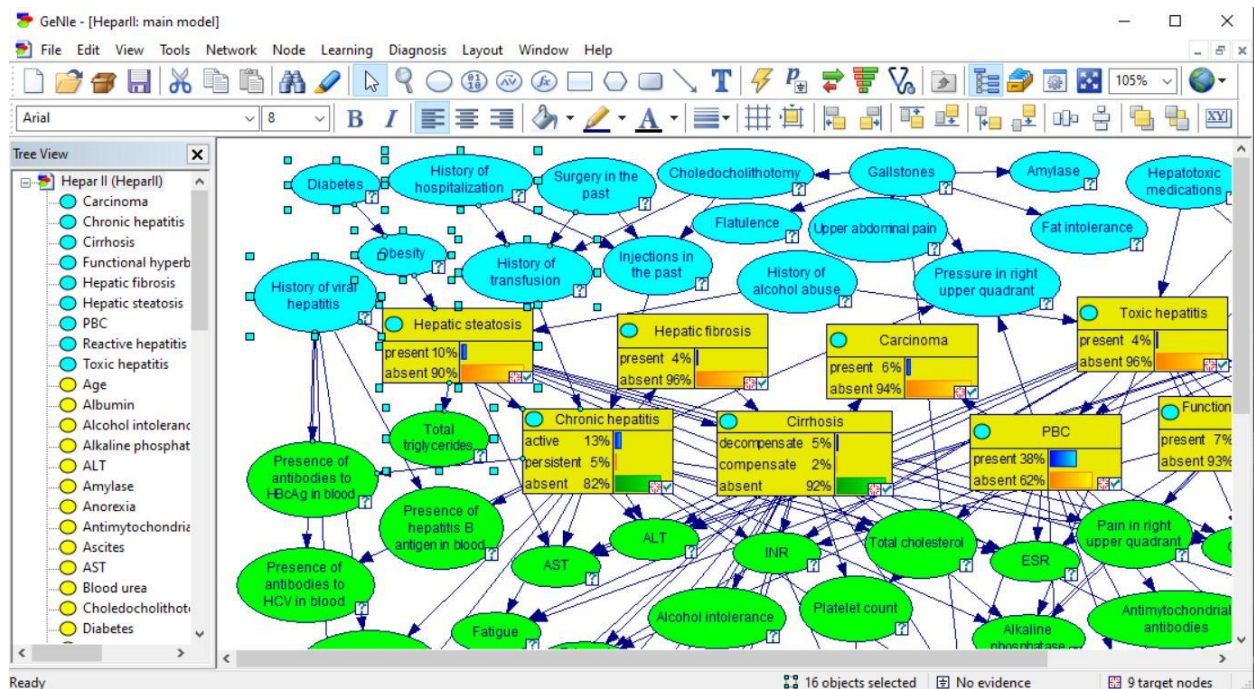 GeNIe - [HeparII: main model]
File Edit View Tools Network Node Learning Diagnosis Layout Window Help
105%
Arial
8
B I
T
A
XY
Tree View
Hepar II (HeparII)
Carcinoma
Chronic hepatitis
Cirrhosis
Functional hyperb
Hepatic fibrosis
Hepatic steatosis
PBC
Reactive hepatitis
Toxic hepatitis
Age
Albumin
Alcohol intoleranc
Alkaline phosphat
ALT
Amylase
Anorexia
Antimytochondria
Ascites
AST
Blood urea
Choledocholithoto
Diabetes
Diabetes
History of
hospitalization
Surgery in the
past
Choledocholithotomy
Gallstones
Amylase
Hepatotoxic
medications
Flatulence
Upper abdominal pain
Fat intolerance
Obesity
History of
transfusion
Injections in
the past
History of
alcohol abuse
Pressure in right
upper quadrant
History of viral
hepatitis
Hepatic steatosis
present 10%
absent 90%
Hepatic fibrosis
present 4%
absent 96%
Carcinoma
present 6%
absent 94%
Toxic hepatitis
present 4%
absent 96%
Total
triglycerides
Chronic hepatitis
active 13%
persistent 5%
absent 82%
Cirrhosis
decompensate 5%
compensate 2%
absent 92%
PBC
present 38%
absent 62%
Function
present 7%
absent 93%
Presence of
antibodies to
HBcAg in blood
Presence of
hepatitis B
antigen in blood
ALT
AST
INR
Total cholesterol
ESR
Pain in right
upper quadrant
Presence of
antibodies to
HCV in blood
Fatigue
Alcohol intolerance
Platelet count
Alkaline
phosphatase
Antimytochondrial
antibodies
Ready
16 objects selected
No evidence
9 target nodes